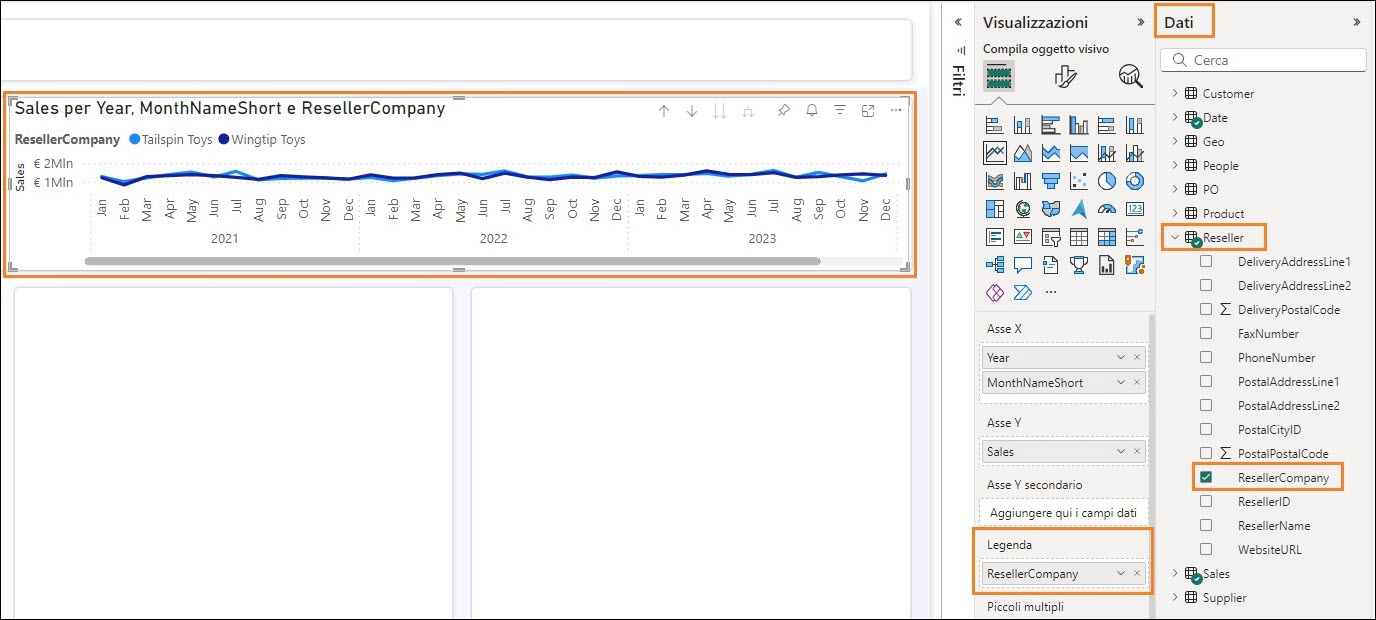 Sales per Year, MonthNameShort e ResellerCompany
ResellerCompany Tailspin Toys Wingtip Toys
Sales
€ 2Mln
€ 1Mln
Jan Feb Mar Apr May Jun Jul Aug Sep Oct Nov Dec Jan Feb Mar Apr May Jun Jul Aug Sep Oct Nov Dec Jan Feb Mar Apr May Jun Jul Aug Sep Oct Nov Dec
2021 2022 2023
Filtri
Visualizzazioni
Compila oggetto visivo
123
Asse X
Year
MonthNameShort
Asse Y
Sales
Asse Y secondario
Aggiungere qui i campi dati
Legenda
ResellerCompany
Piccoli multipli
Dati
Cerca
Customer
Date
Geo
People
PO
Product
Reseller
DeliveryAddressLine1
DeliveryAddressLine2
DeliveryPostalCode
FaxNumber
PhoneNumber
PostalAddressLine1
PostalAddressLine2
PostalCityID
PostalPostalCode
ResellerCompany
ResellerID
ResellerName
WebsiteURL
Sales
Supplier